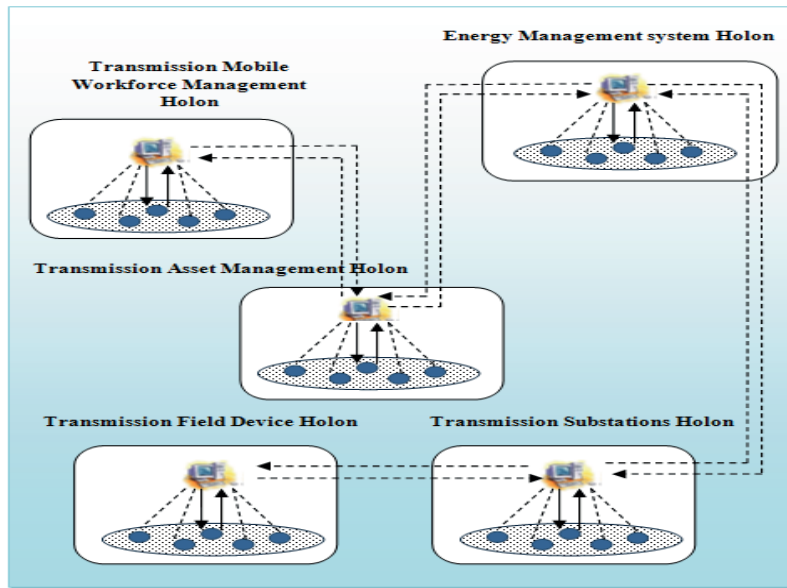 Energy Management system Holon
Transmission Mobile
Workforce Management
Holon
Transmission Asset Management Holon
Transmission Field Device Holon
Transmission Substations Holon